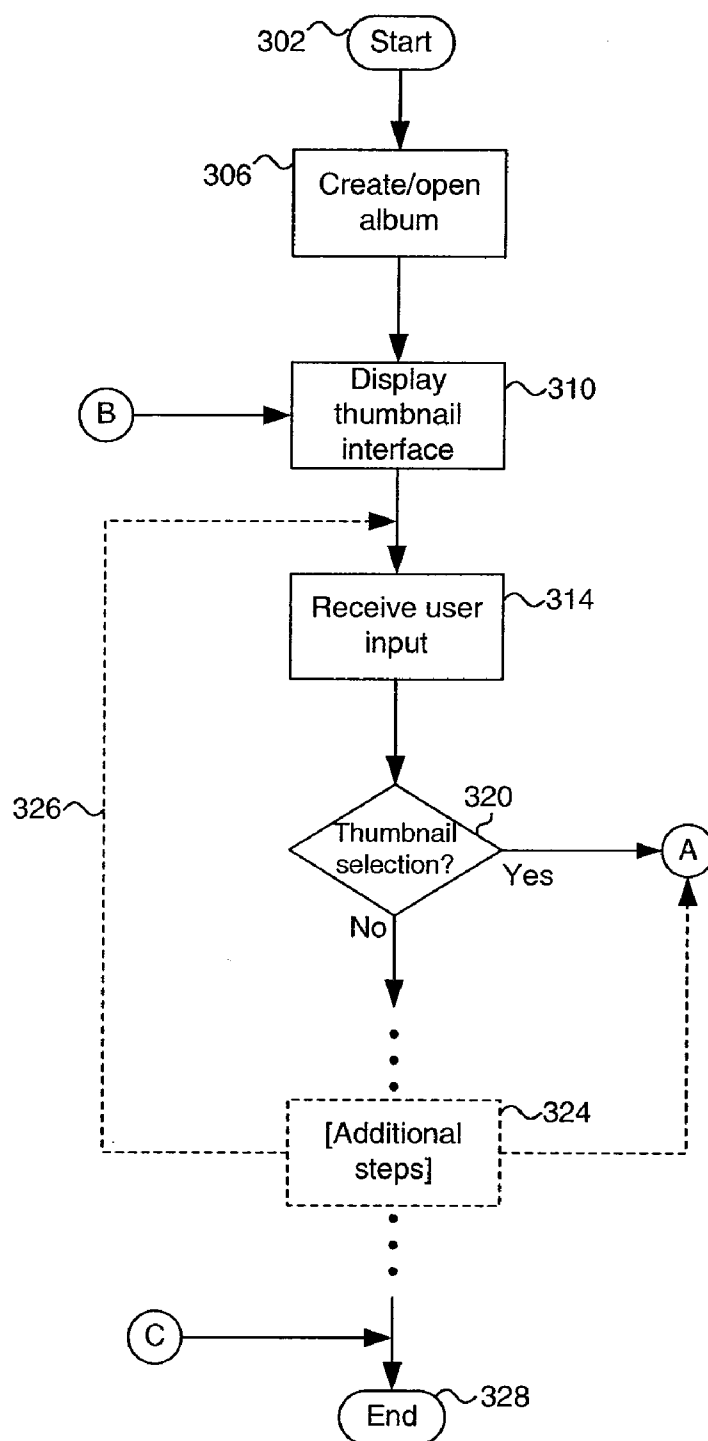 302
Start
306
Create/open
album
B
Display
thumbnail
interface
310
Receive user
input
314
326
320
Thumbnail
selection?
Yes
A
No
324
[Additional
steps]
C
End
328